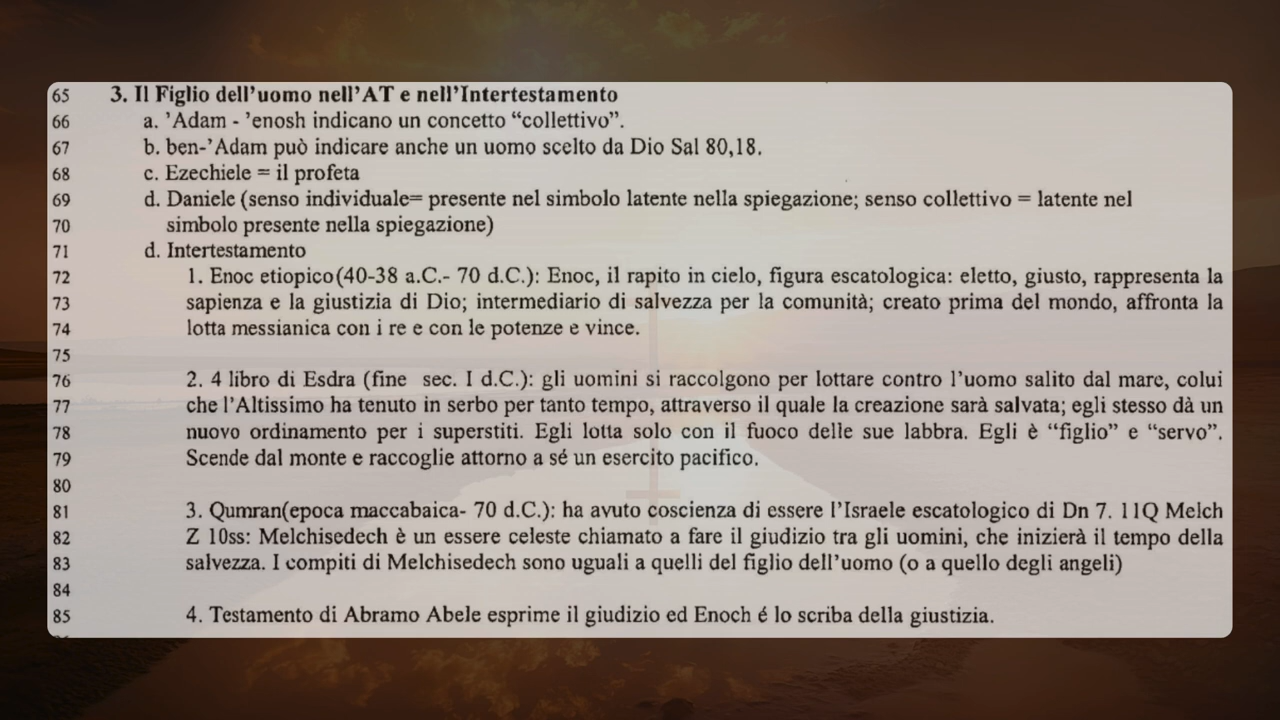 65 3. Il Figlio dell’uomo nell’AT e nell’Intertestamento
66 a. ’Adam - ’enosh indicano un concetto “collettivo”.
67 b. ben-’Adam può indicare anche un uomo scelto da Dio Sal 80,18.
68 c. Ezechiele = il profeta
69 d. Daniele (senso individuale= presente nel simbolo latente nella spiegazione; senso collettivo = latente nel
70 simbolo presente nella spiegazione)
71 d. Intertestamento
72 1. Enoc etiopico(40-38 a.C.- 70 d.C.): Enoc, il rapito in cielo, figura escatologica: eletto, giusto, rappresenta la
73 sapienza e la giustizia di Dio; intermediario di salvezza per la comunità; creato prima del mondo, affronta la
74 lotta messianica con i re e con le potenze e vince.
75
76 2. 4 libro di Esdra (fine sec. I d.C.): gli uomini si raccolgono per lottare contro l’uomo salito dal mare, colui
77 che l’Altissimo ha tenuto in serbo per tanto tempo, attraverso il quale la creazione sarà salvata; egli stesso dà un
78 nuovo ordinamento per i superstiti. Egli lotta solo con il fuoco delle sue labbra. Egli è “figlio” e “servo”.
79 Scende dal monte e raccoglie attorno a sé un esercito pacifico.
80
81 3. Qumran(epoca maccabaica- 70 d.C.): ha avuto coscienza di essere l’Israele escatologico di Dn 7. 11Q Melch
82 Z 10ss: Melchisedech è un essere celeste chiamato a fare il giudizio tra gli uomini, che inizierà il tempo della
83 salvezza. I compiti di Melchisedech sono uguali a quelli del figlio dell’uomo (o a quello degli angeli)
84
85 4. Testamento di Abramo Abele esprime il giudizio ed Enoch é lo scriba della giustizia.